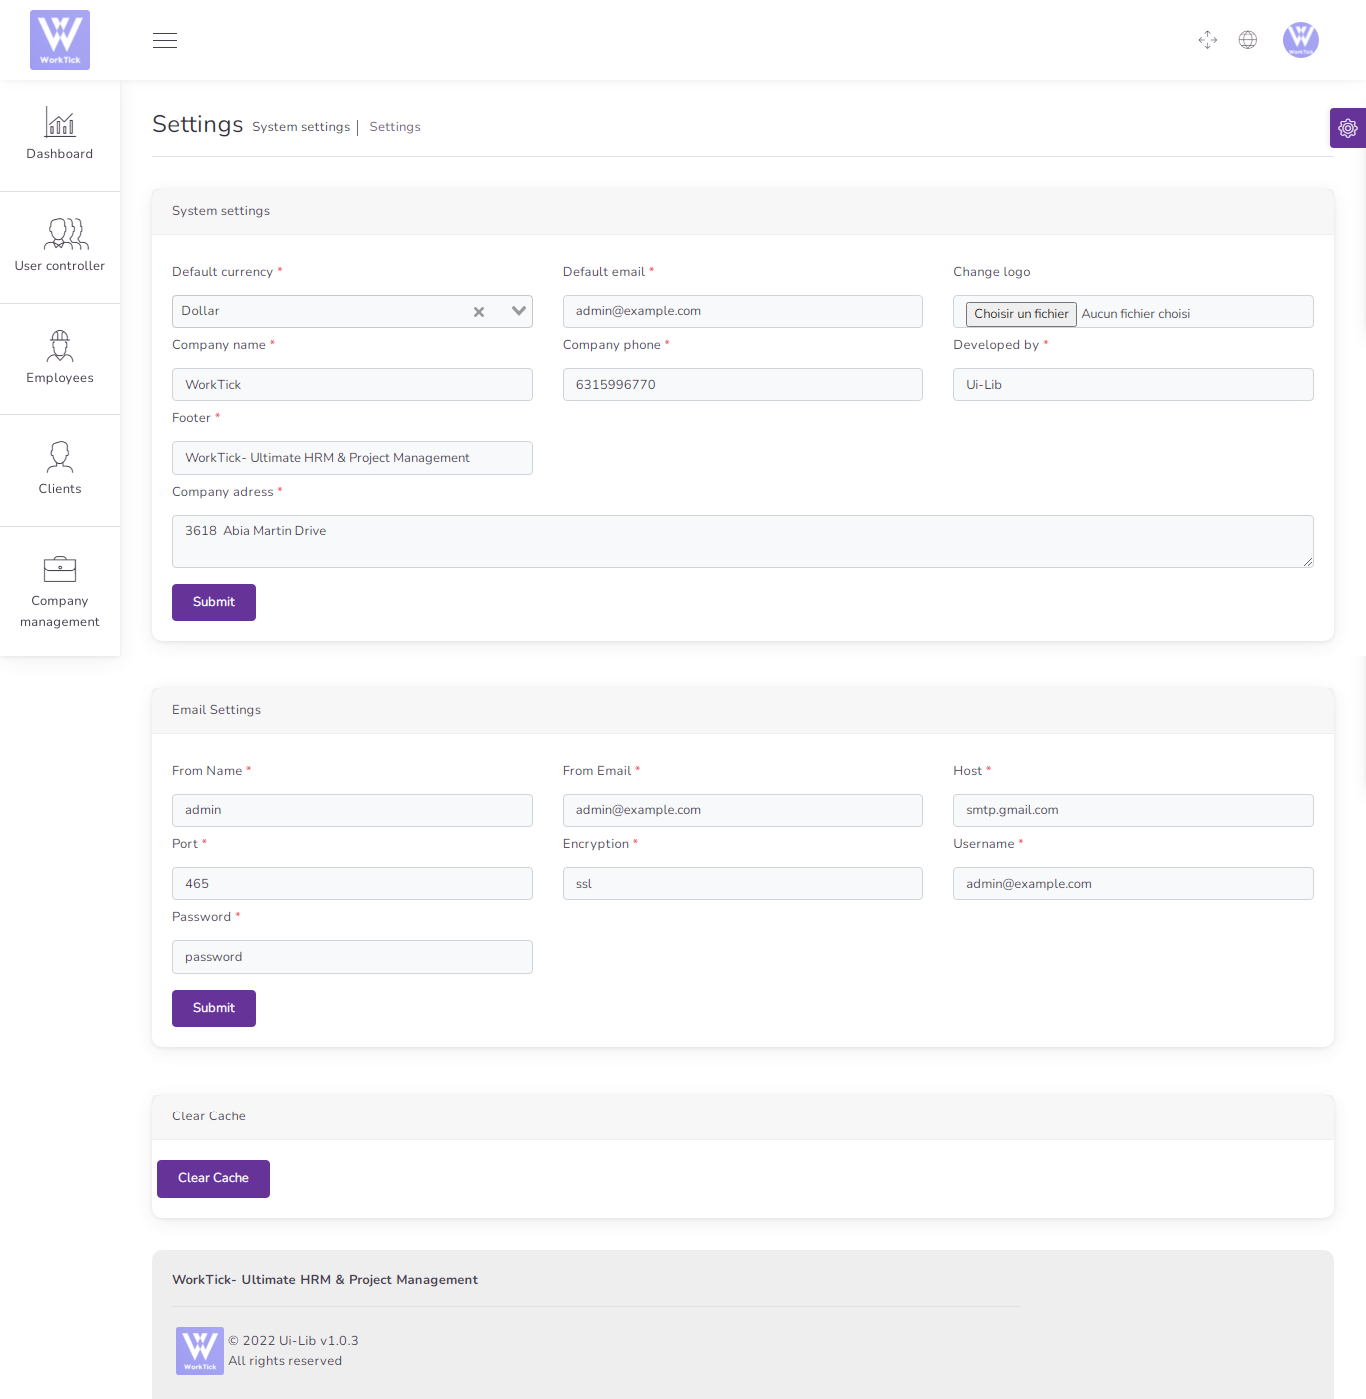 WorkTick
WorkTick
Dashboard
User controller
Employees
Clients
Company
management
Settings System settings | Settings
System settings
Default currency * Default email * Change logo
Dollar admin@example.com Choisir un fichier Aucun fichier choisi
Company name * Company phone * Developed by *
WorkTick 6315996770 Ui-Lib
Footer *
WorkTick- Ultimate HRM & Project Management
Company adress *
3618  Abia Martin Drive
Submit
Email Settings
From Name * From Email * Host *
admin admin@example.com smtp.gmail.com
Port * Encryption * Username *
465 ssl admin@example.com
Password *
password
Submit
Clear Cache
Clear Cache
WorkTick- Ultimate HRM & Project Management
WorkTick
© 2022 Ui-Lib v1.0.3
All rights reserved